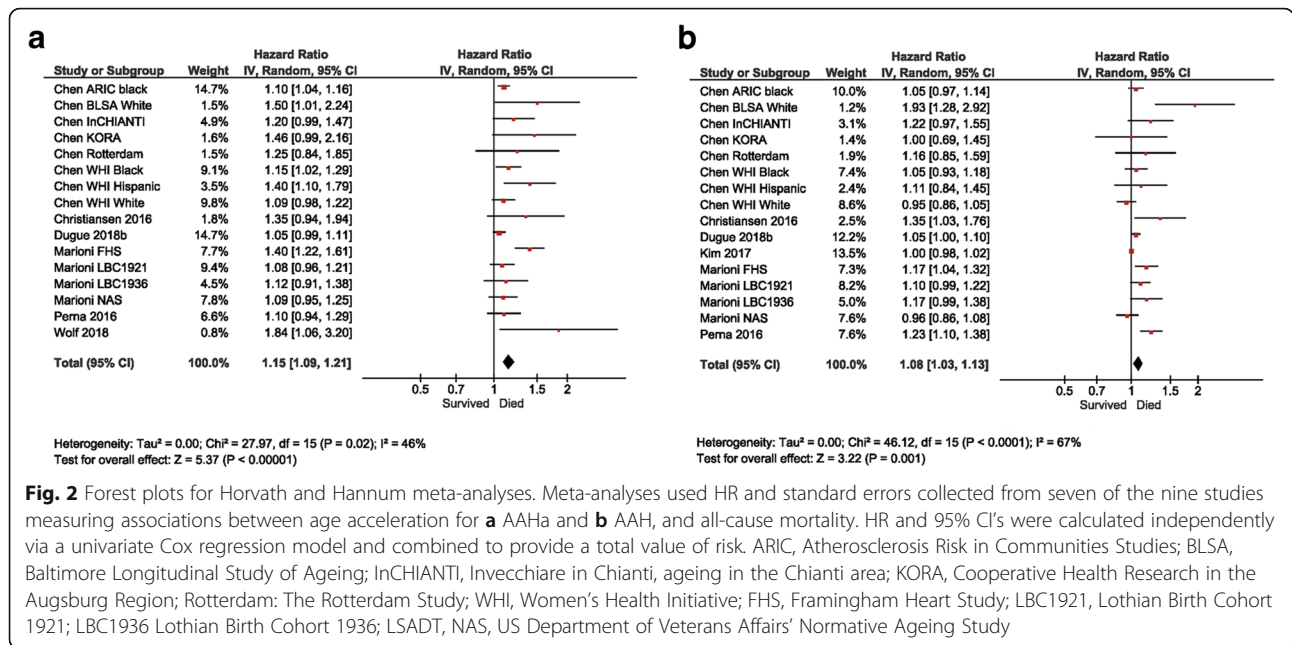 a
Hazard Ratio Hazard Ratio
Study or Subgroup Weight IV, Random, 95% CI IV, Random, 95% CI
Chen ARIC black 14.7% 1.10 [1.04, 1.16]
Chen BLSA White 1.5% 1.50 [1.01, 2.24]
Chen InCHIANTI 4.9% 1.20 [0.99, 1.47]
Chen KORA 1.6% 1.46 [0.99, 2.16]
Chen Rotterdam 1.5% 1.25 [0.84, 1.85]
Chen WHI Black 9.1% 1.15 [1.02, 1.29]
Chen WHI Hispanic 3.5% 1.40 [1.10, 1.79]
Chen WHI White 9.8% 1.09 [0.98, 1.22]
Christiansen 2016 1.8% 1.35 [0.94, 1.94]
Dugue 2018b 14.7% 1.05 [0.99, 1.11]
Marioni FHS 7.7% 1.40 [1.22, 1.61]
Marioni LBC1921 9.4% 1.08 [0.96, 1.21]
Marioni LBC1936 4.5% 1.12 [0.91, 1.38]
Marioni NAS 7.8% 1.09 [0.95, 1.25]
Perna 2016 6.6% 1.10 [0.94, 1.29]
Wolf 2018 0.8% 1.84 [1.06, 3.20]
Total (95% CI) 100.0% 1.15 [1.09, 1.21]
0.5 0.7 1 1.5 2
Survived Died
Heterogeneity: Tau² = 0.00; Chi² = 27.97, df = 15 (P = 0.02); I² = 46%
Test for overall effect: Z = 5.37 (P < 0.00001)
b
Hazard Ratio Hazard Ratio
Study or Subgroup Weight IV, Random, 95% CI IV, Random, 95% CI
Chen ARIC black 10.0% 1.05 [0.97, 1.14]
Chen BLSA White 1.2% 1.93 [1.28, 2.92]
Chen InCHIANTI 3.1% 1.22 [0.97, 1.55]
Chen KORA 1.4% 1.00 [0.69, 1.45]
Chen Rotterdam 1.9% 1.16 [0.85, 1.59]
Chen WHI Black 7.4% 1.05 [0.93, 1.18]
Chen WHI Hispanic 2.4% 1.11 [0.84, 1.45]
Chen WHI White 8.6% 0.95 [0.86, 1.05]
Christiansen 2016 2.5% 1.35 [1.03, 1.76]
Dugue 2018b 12.2% 1.05 [1.00, 1.10]
Kim 2017 13.5% 1.00 [0.98, 1.02]
Marioni FHS 7.3% 1.17 [1.04, 1.32]
Marioni LBC1921 8.2% 1.10 [0.99, 1.22]
Marioni LBC1936 5.0% 1.17 [0.99, 1.38]
Marioni NAS 7.6% 0.96 [0.86, 1.08]
Perna 2016 7.6% 1.23 [1.10, 1.38]
Total (95% CI) 100.0% 1.08 [1.03, 1.13]
0.5 0.7 1 1.5 2
Survived Died
Heterogeneity: Tau² = 0.00; Chi² = 46.12, df = 15 (P < 0.0001); I² = 67%
Test for overall effect: Z = 3.22 (P = 0.001)
Fig. 2 Forest plots for Horvath and Hannum meta-analyses. Meta-analyses used HR and standard errors collected from seven of the nine studies
measuring associations between age acceleration for a AAHa and b AAH, and all-cause mortality. HR and 95% CI's were calculated independently
via a univariate Cox regression model and combined to provide a total value of risk. ARIC, Atherosclerosis Risk in Communities Studies; BLSA,
Baltimore Longitudinal Study of Ageing; InCHIANTI, Invecchiare in Chianti, ageing in the Chianti area; KORA, Cooperative Health Research in the
Augsburg Region; Rotterdam: The Rotterdam Study; WHI, Women's Health Initiative; FHS, Framingham Heart Study; LBC1921, Lothian Birth Cohort
1921; LBC1936 Lothian Birth Cohort 1936; LSADT, NAS, US Department of Veterans Affairs' Normative Ageing Study